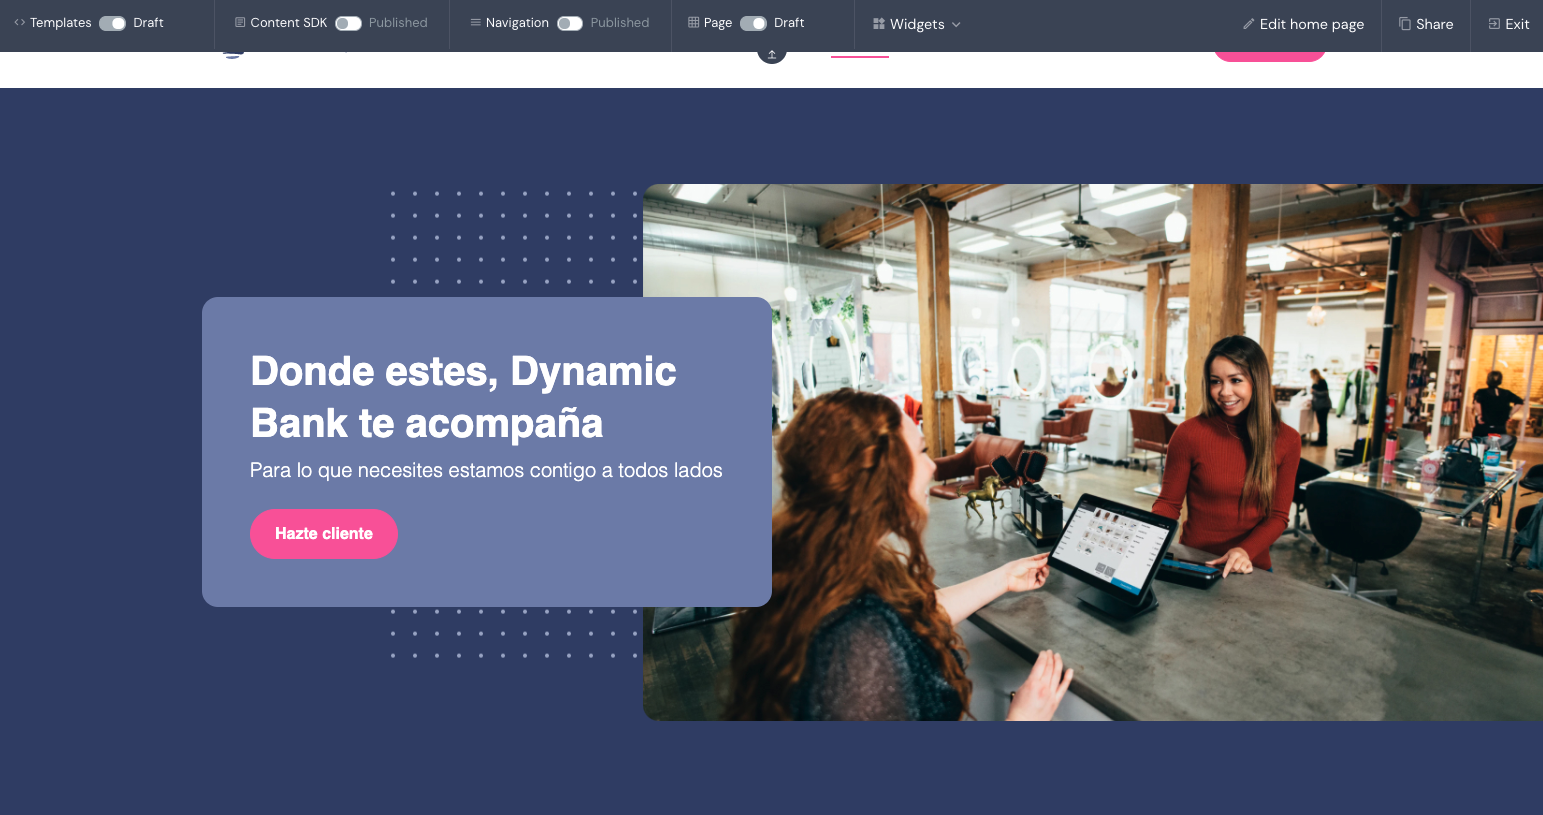 Templates Draft Content SDK Published Navigation Published Page Draft Widgets Edit home page Share Exit
Donde estes, Dynamic
Bank te acompaña
Para lo que necesites estamos contigo a todos lados
Hazte cliente